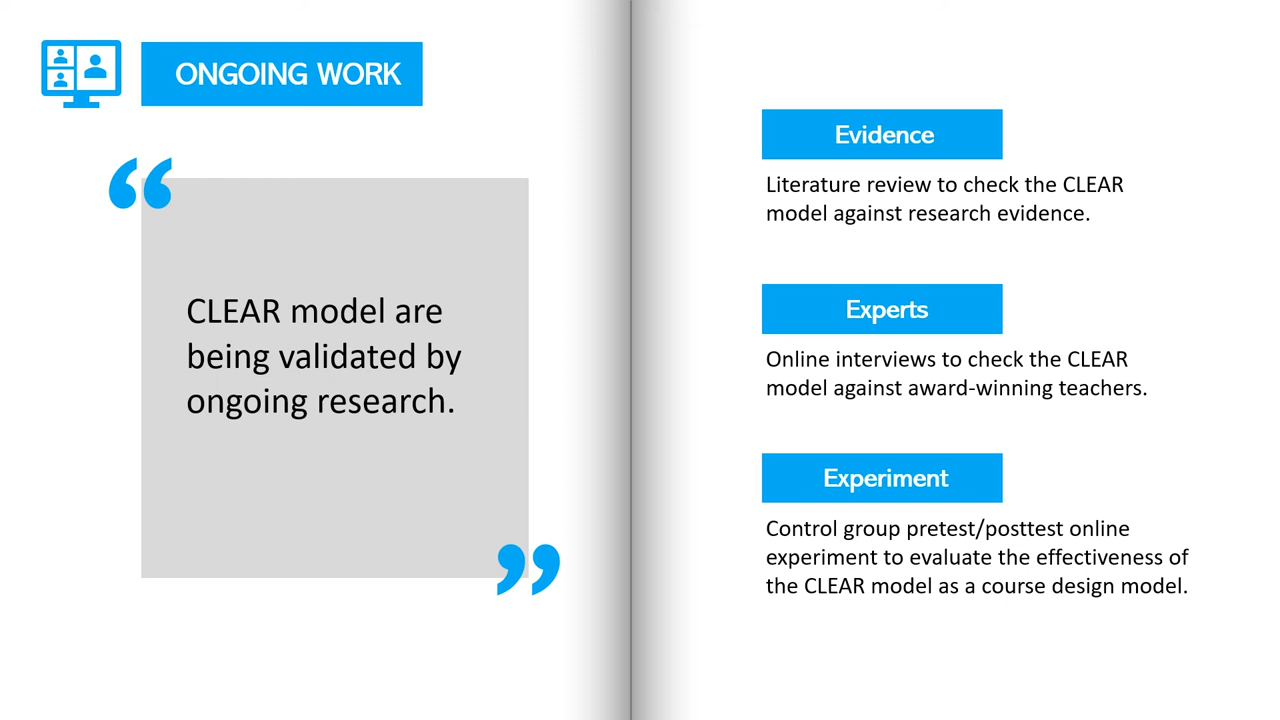 ONGOING WORK
“
CLEAR model are
being validated by
ongoing research.
”
Evidence
Literature review to check the CLEAR
model against research evidence.
Experts
Online interviews to check the CLEAR
model against award-winning teachers.
Experiment
Control group pretest/posttest online
experiment to evaluate the effectiveness of
the CLEAR model as a course design model.